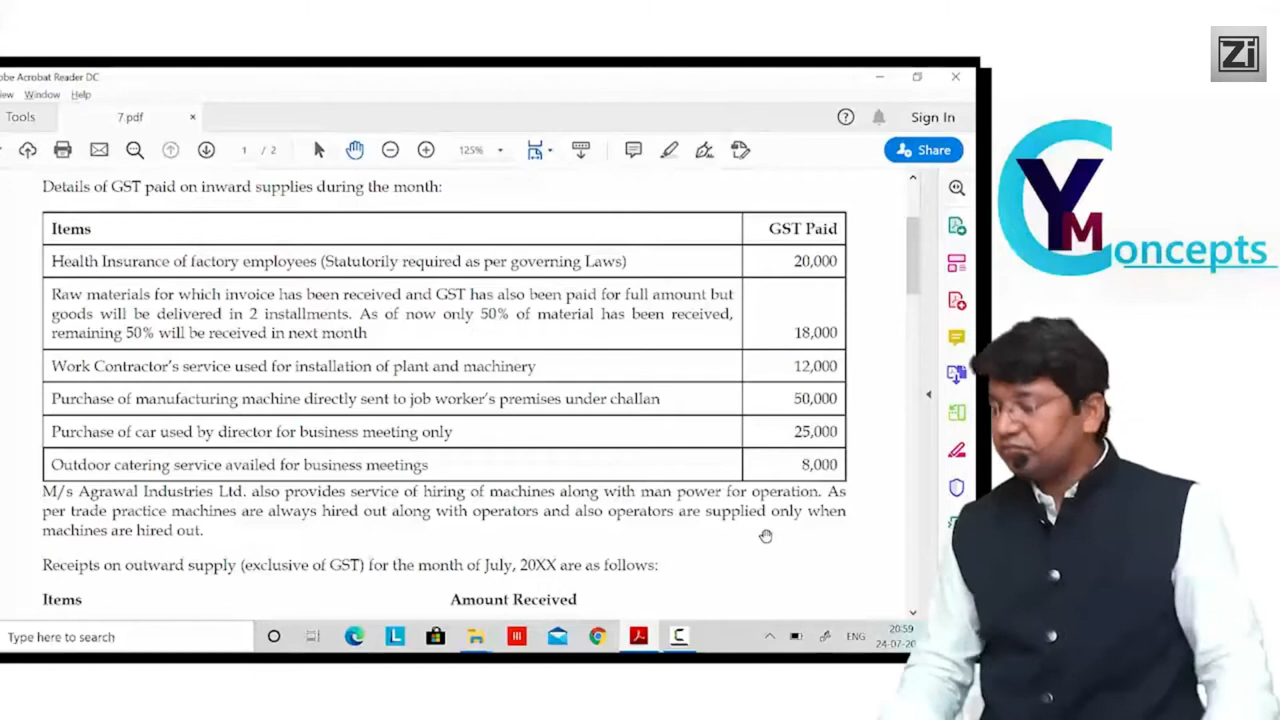 Zi
obe Acrobat Reader DC
iew Window Help
Tools 7.pdf × Sign In
1 / 2 125% Share
Details of GST paid on inward supplies during the month:
Items GST Paid
Health Insurance of factory employees (Statutorily required as per governing Laws) 20,000
Raw materials for which invoice has been received and GST has also been paid for full amount but
goods will be delivered in 2 installments. As of now only 50% of material has been received,
remaining 50% will be received in next month 18,000
Work Contractor's service used for installation of plant and machinery 12,000
Purchase of manufacturing machine directly sent to job worker's premises under challan 50,000
Purchase of car used by director for business meeting only 25,000
Outdoor catering service availed for business meetings 8,000
M/s Agrawal Industries Ltd. also provides service of hiring of machines along with man power for operation. As
per trade practice machines are always hired out along with operators and also operators are supplied only when
machines are hired out.
Receipts on outward supply (exclusive of GST) for the month of July, 20XX are as follows:
Items Amount Received
Type here to search ENG 20:59
24-07-20
YM Concepts